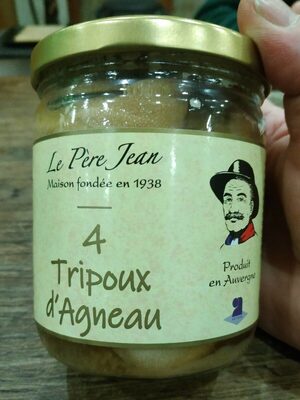 Le Père Jean
Maison fondée en 1938
4
Tripoux
d'Agneau
Produit
en Auvergne